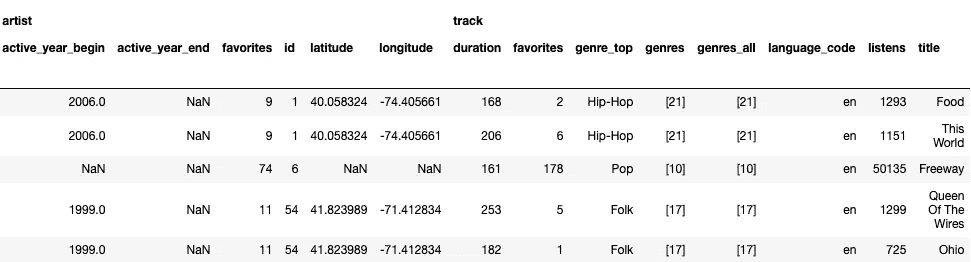 artist track
active_year_begin active_year_end favorites id latitude longitude duration favorites genre_top genres genres_all language_code listens title
2006.0 NaN 9 1 40.058324 -74.405661 168 2 Hip-Hop [21] [21] en 1293 Food
2006.0 NaN 9 1 40.058324 -74.405661 206 6 Hip-Hop [21] [21] en 1151 This
World
NaN NaN 74 6 NaN NaN 161 178 Pop [10] [10] en 50135 Freeway
Queen
1999.0 NaN 11 54 41.823989 -71.412834 253 5 Folk [17] [17] en 1299 Of The
Wires
1999.0 NaN 11 54 41.823989 -71.412834 182 1 Folk [17] [17] en 725 Ohio